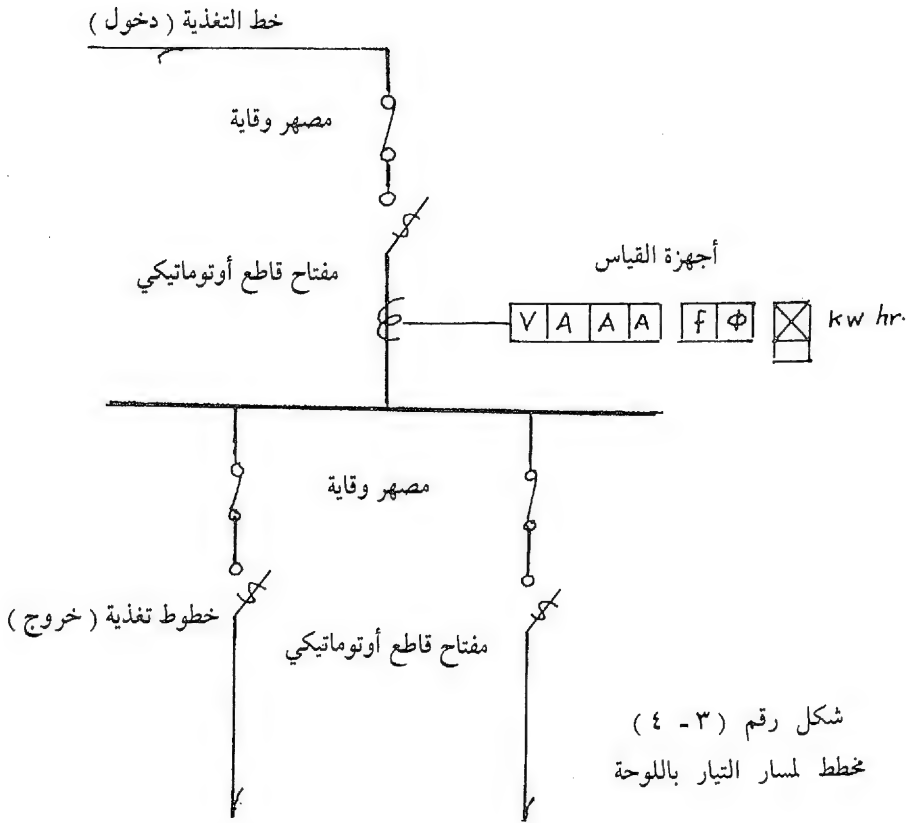 خط التغذية ( دخول )
مصهر وقاية
مفتاح قاطع أوتوماتيكي
أجهزة القياس
V A A A f Φ kw hr.
مصهر وقاية
خطوط تغذية ( خروج )
مفتاح قاطع أوتوماتيكي
شكل رقم ( ٣ - ٤ )
مخطط لمسار التيار باللوحة